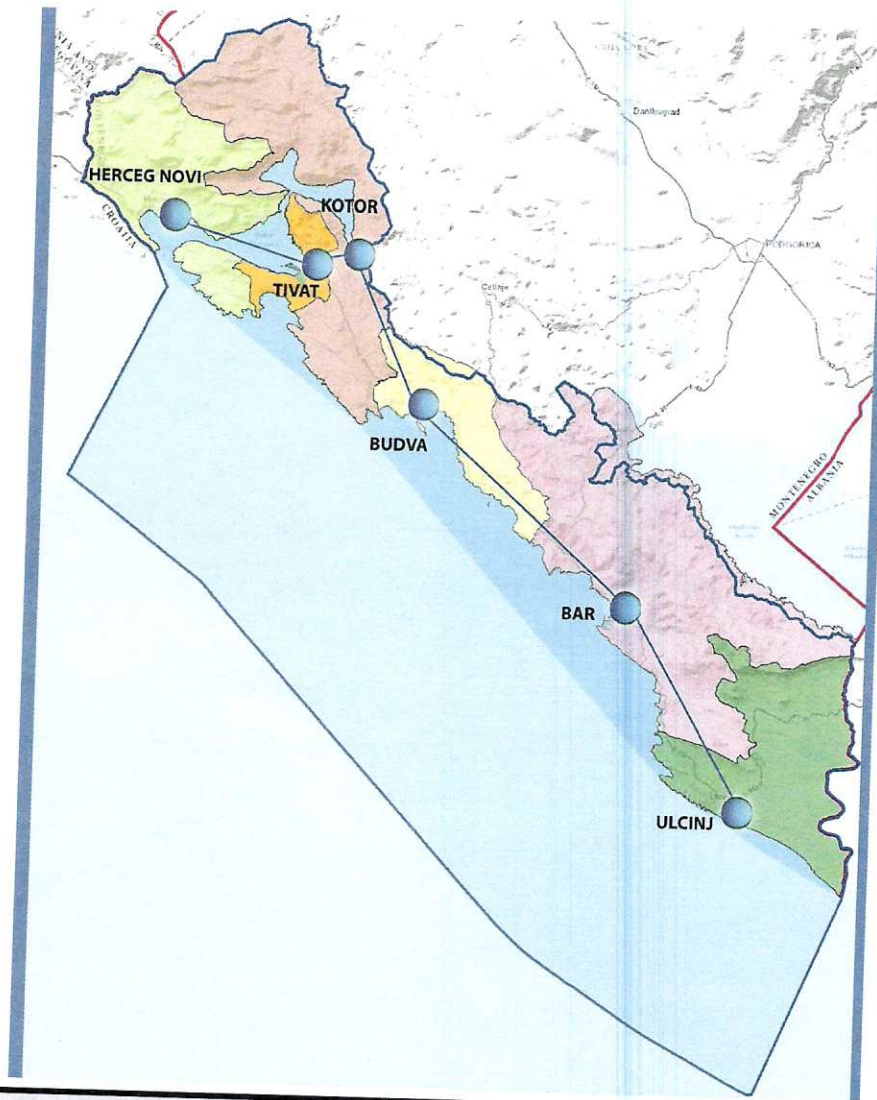 Danilovgrad
HERCEG NOVI
KOTOR
CROATIA
PODGORICA
TIVAT
Cetinje
BUDVA
MONTENEGRO
ALBANIA
BAR
ULCINJ